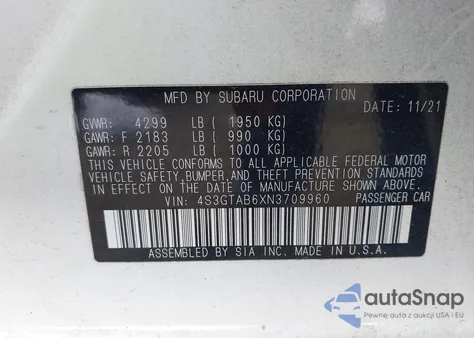 MFD BY SUBARU CORPORATION
DATE: 11/21
GVWR: 4299 LB ( 1950 KG)
GAWR: F 2183 LB ( 990 KG)
GAWR: R 2205 LB ( 1000 KG)
THIS VEHICLE CONFORMS TO ALL APPLICABLE FEDERAL MOTOR
VEHICLE SAFETY, BUMPER, AND THEFT PREVENTION STANDARDS
IN EFFECT ON THE DATE OF MANUFACTURE SHOWN ABOVE.
VIN: 4S3GTAB6XN3709960 PASSENGER CAR
ASSEMBLED BY SIA INC. MADE IN U.S.A.
autoSnap
Pewne auta z aukcji USA i EU